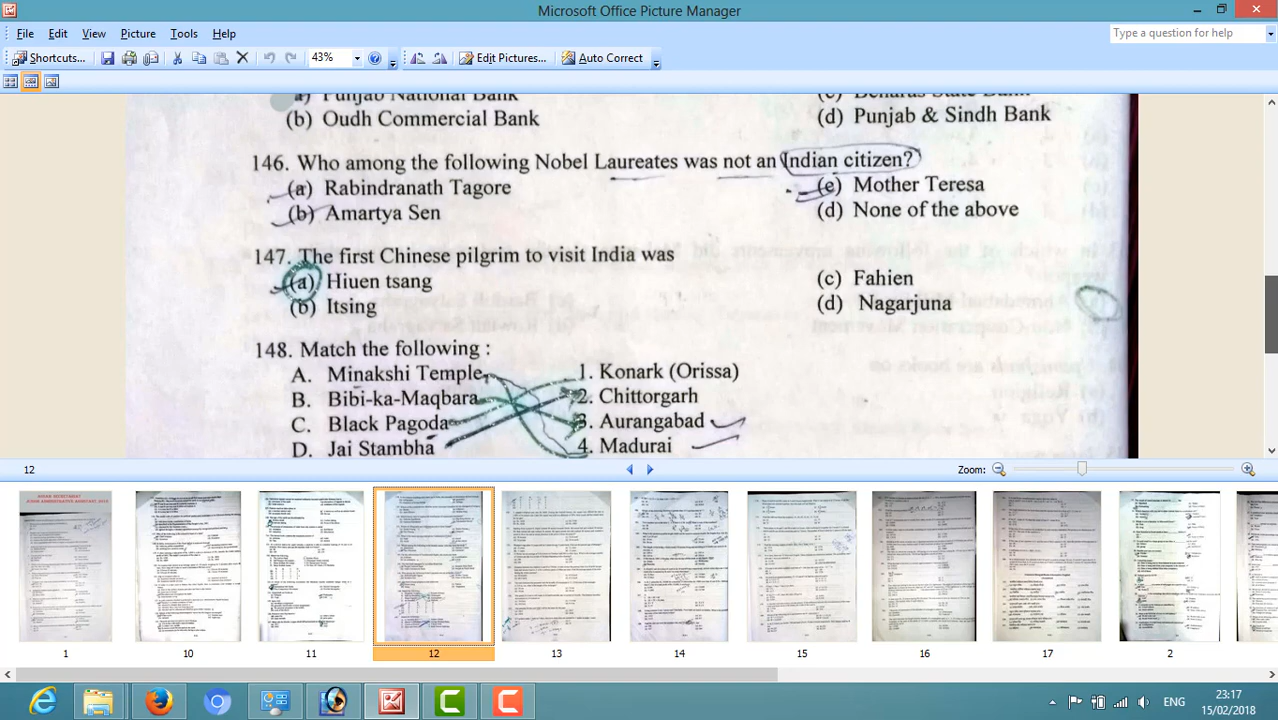 Microsoft Office Picture Manager
File Edit View Picture Tools Help
Type a question for help
Shortcuts... 43% Edit Pictures... Auto Correct
a) Punjab National Bank
(b) Oudh Commercial Bank
(d) Punjab & Sindh Bank
146. Who among the following Nobel Laureates was not an Indian citizen?
(a) Rabindranath Tagore
(e) Mother Teresa
(b) Amartya Sen
(d) None of the above
147. The first Chinese pilgrim to visit India was
(a) Hiuen tsang
(c) Fahien
(b) Itsing
(d) Nagarjuna
148. Match the following :
A. Minakshi Temple 1. Konark (Orissa)
B. Bibi-ka-Maqbara 2. Chittorgarh
C. Black Pagoda 3. Aurangabad
D. Jai Stambha 4. Madurai
12
Zoom:
1 10 11 12 13 14 15 16 17 2
ENG
23:17
15/02/2018